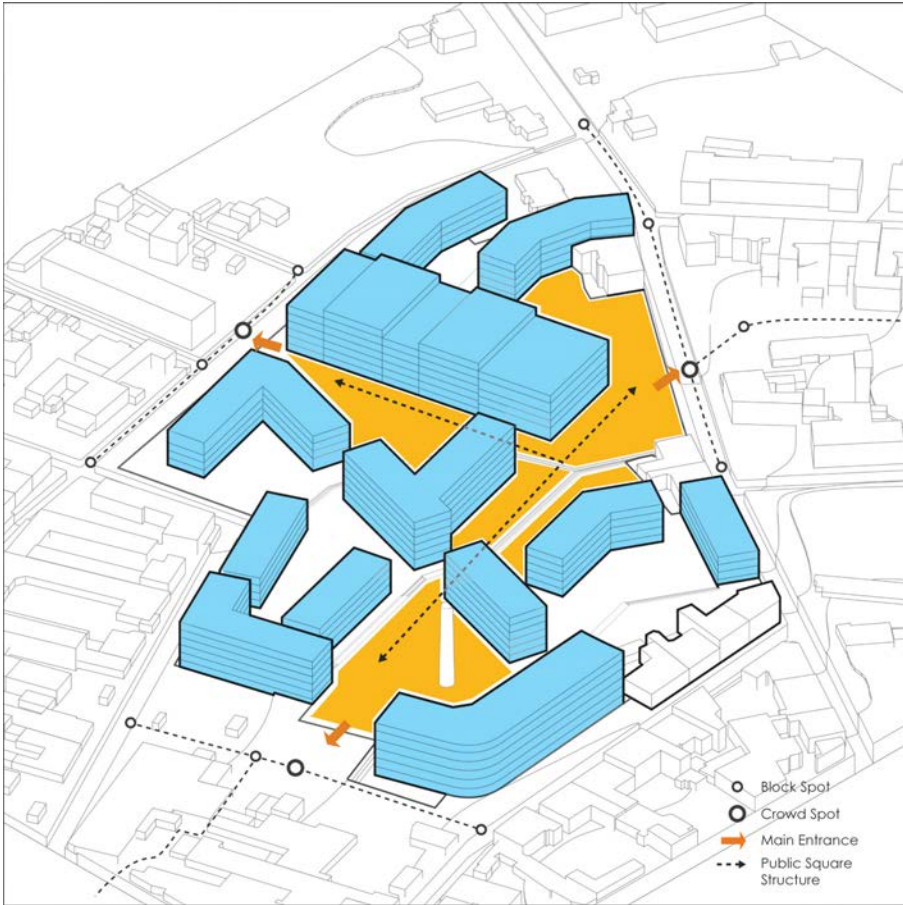 Block Spot
Crowd Spot
Main Entrance
Public Square
Structure